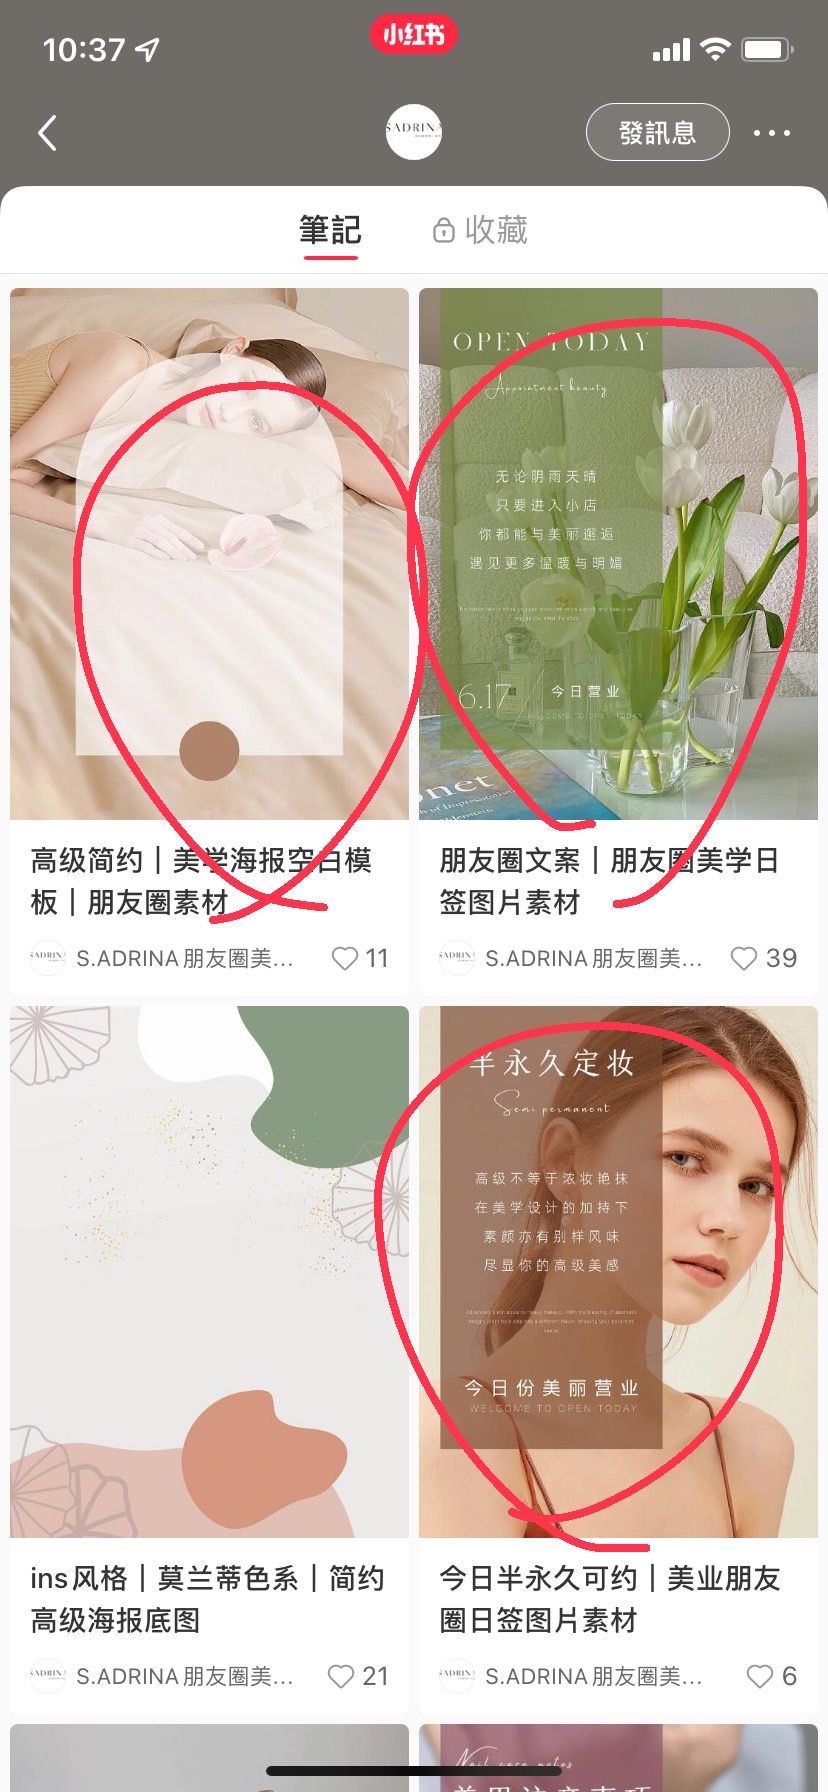 10:37
小红书
SADRINA
發訊息
筆記
收藏
OPEN TODAY
Appointment beauty
无论阴雨天晴
只要进入小店
你都能与美丽邂逅
遇见更多温暖与明媚
6.17
今日营业
WELCOME TO OPEN TODAY
高级简约｜美学海报空白模
板｜朋友圈素材
S.ADRINA朋友圈美...
11
朋友圈文案｜朋友圈美学日
签图片素材
S.ADRINA朋友圈美...
39
半永久定妆
Semi permanent
高级不等于浓妆艳抹
在美学设计的加持下
素颜亦有别样风味
尽显你的高级美感
今日份美丽营业
WELCOME TO OPEN TODAY
ins风格｜莫兰蒂色系｜简约
高级海报底图
S.ADRINA朋友圈美...
21
今日半永久可约｜美业朋友
圈日签图片素材
S.ADRINA朋友圈美...
6
Nail care notes